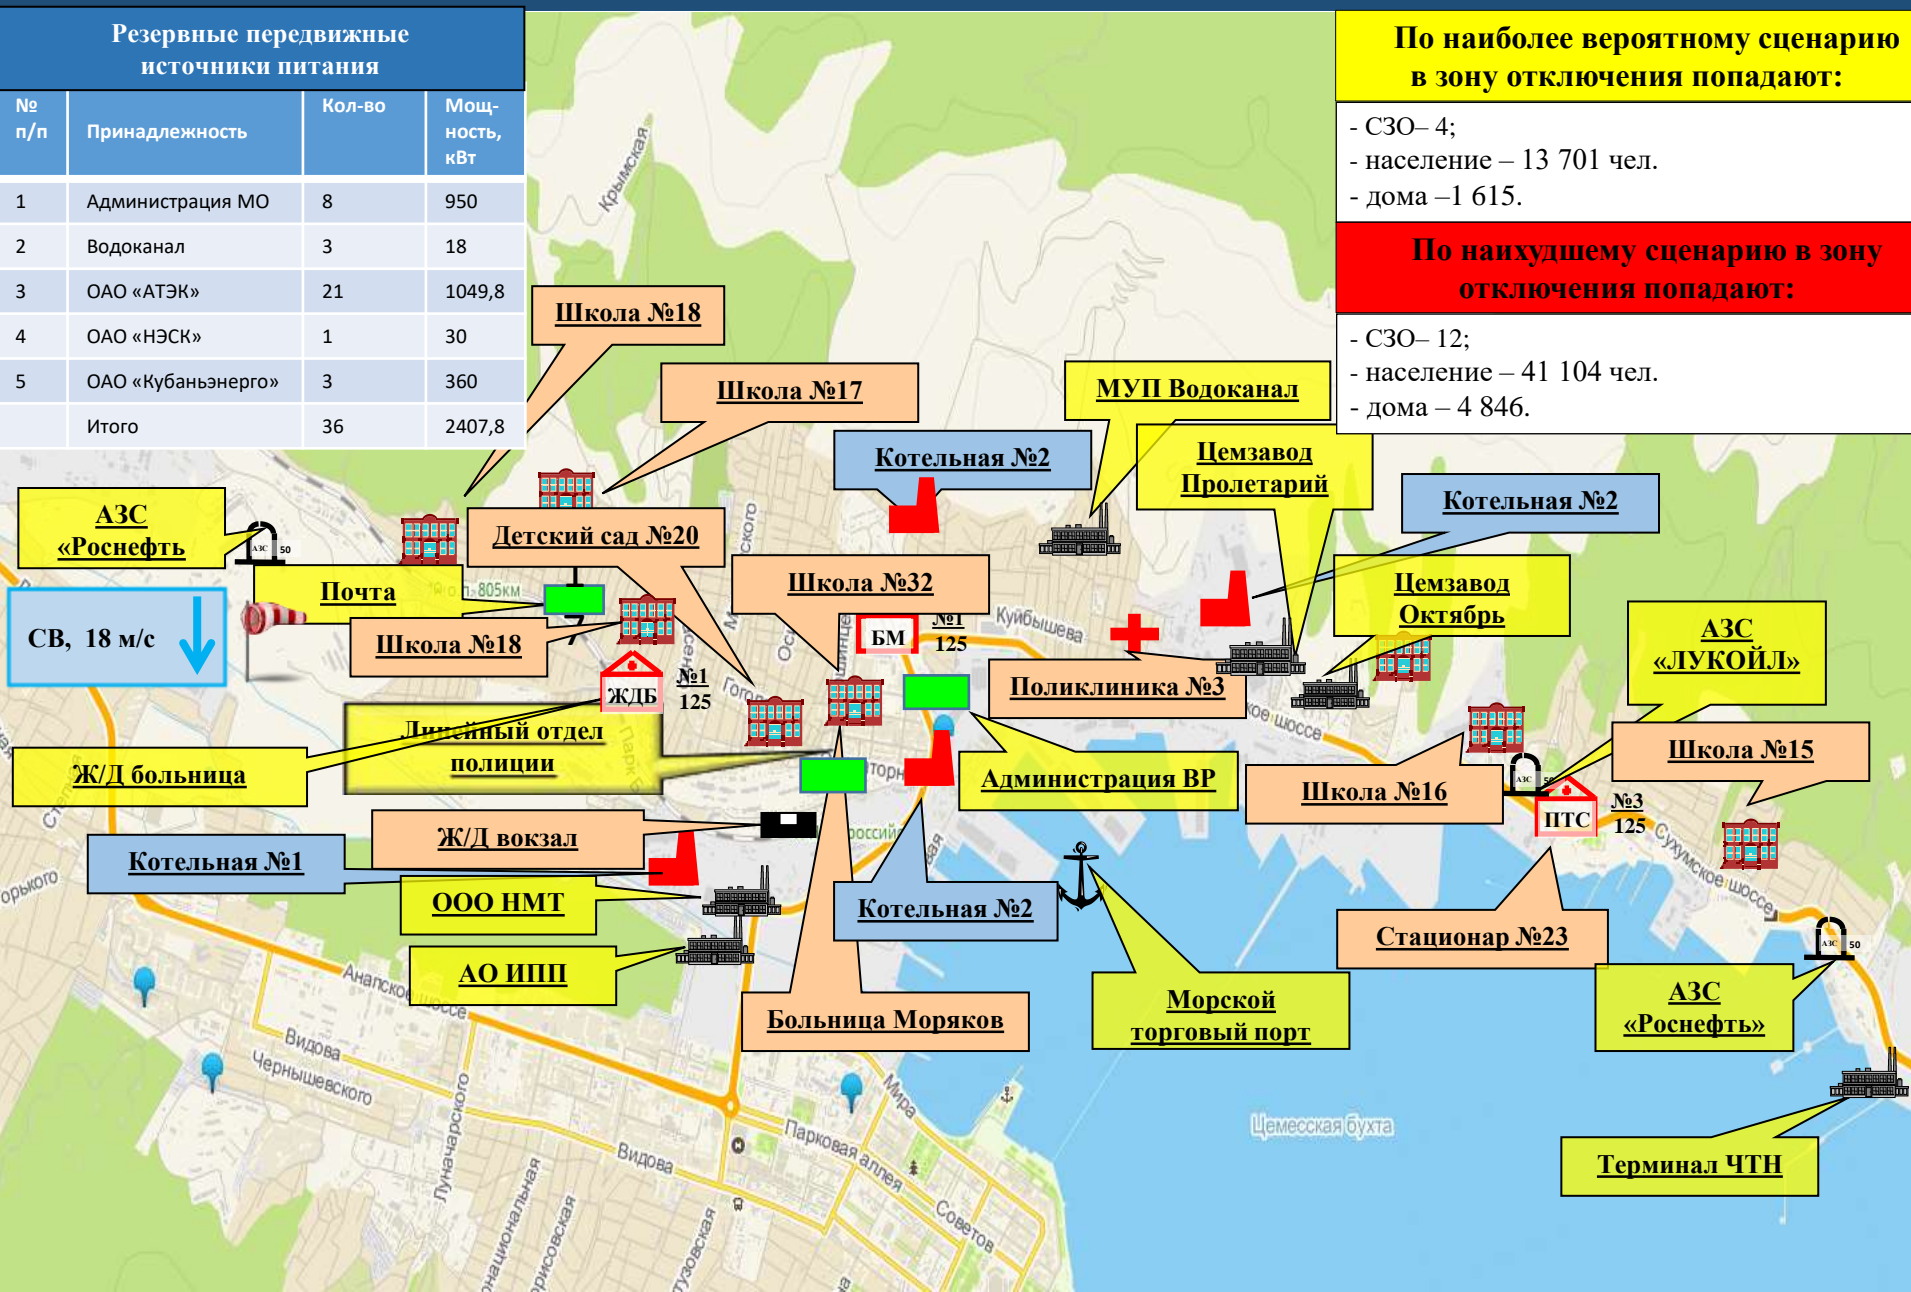 Резервные передвижные
источники питания
№ п/п Принадлежность Кол-во Мощ-ность, кВт
1 Администрация МО 8 950
2 Водоканал 3 18
3 ОАО «АТЭК» 21 1049,8
4 ОАО «НЭСК» 1 30
5 ОАО «Кубаньэнерго» 3 360
Итого 36 2407,8
По наиболее вероятному сценарию
в зону отключения попадают:
- СЗО– 4;
- население – 13 701 чел.
- дома –1 615.
По наихудшему сценарию в зону
отключения попадают:
- СЗО– 12;
- население – 41 104 чел.
- дома – 4 846.
Крымская
Школа №18
Школа №17
МУП Водоканал
Котельная №2
Цемзавод
Пролетарий
Котельная №2
АЗС
«Роснефть
АЗС 50
Детский сад №20
Почта
805км
Школа №32
Цемзавод
Октябрь
СВ, 18 м/с
Школа №18
БМ
№1
125
Куйбышева
АЗС
«ЛУКОЙЛ»
ЖДБ
№1
125
Поликлиника №3
Линейный отдел
полиции
Ж/Д больница
Администрация ВР
Школа №16
АЗС 50
Школа №15
ПТС
№3
125
Сухумское шоссе
Ж/Д вокзал
Котельная №1
ООО НМТ
Котельная №2
Стационар №23
АЗС 50
АО ИПП
Анапское шоссе
Больница Моряков
Морской
торговый порт
АЗС
«Роснефть»
Видова
Чернышевского
Мира
Луначарского
Парковая аллея
Цемесская бухта
Видова
Терминал ЧТН
Советов